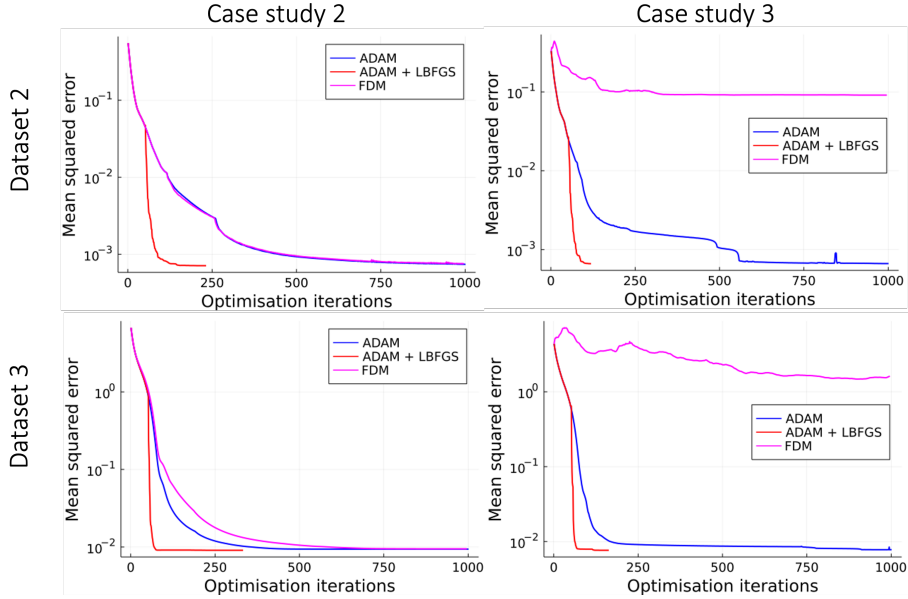 Case study 2
Case study 3
Dataset 2
Mean squared error
10⁻¹
10⁻²
10⁻³
0
250
500
750
1000
Optimisation iterations
ADAM
ADAM + LBFGS
FDM
Mean squared error
10⁻¹
10⁻²
10⁻³
0
250
500
750
1000
Optimisation iterations
ADAM
ADAM + LBFGS
FDM
Dataset 3
Mean squared error
10⁰
10⁻¹
10⁻²
0
250
500
750
1000
Optimisation iterations
ADAM
ADAM + LBFGS
FDM
Mean squared error
10⁰
10⁻¹
10⁻²
0
250
500
750
1000
Optimisation iterations
ADAM
ADAM + LBFGS
FDM